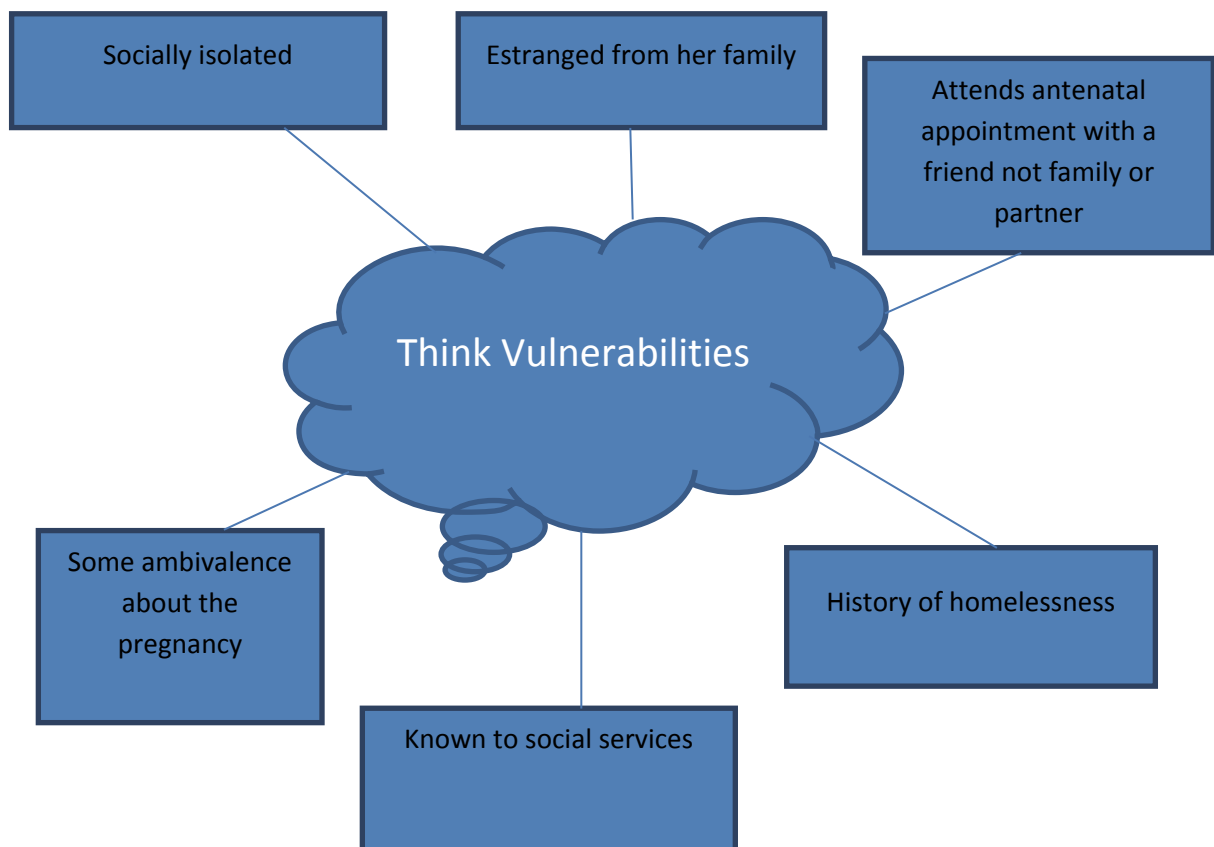 Socially isolated
Estranged from her family
Attends antenatal
appointment with a
friend not family or
partner
Think Vulnerabilities
Some ambivalence
about the
pregnancy
History of homelessness
Known to social services